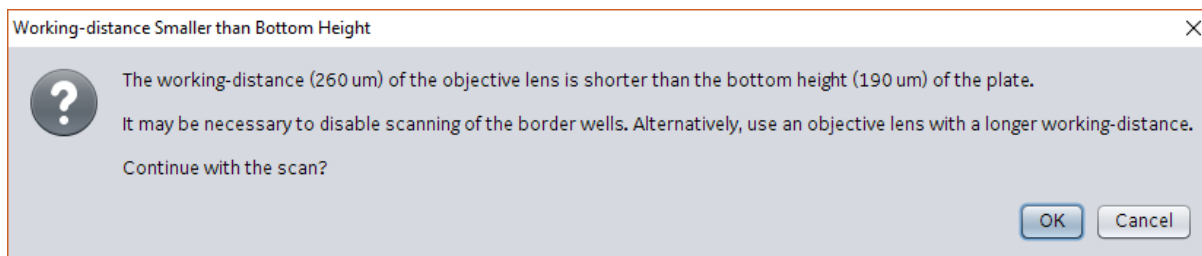 Working-distance Smaller than Bottom Height
The working-distance (260 um) of the objective lens is shorter than the bottom height (190 um) of the plate.
It may be necessary to disable scanning of the border wells. Alternatively, use an objective lens with a longer working-distance.
Continue with the scan?
OK Cancel